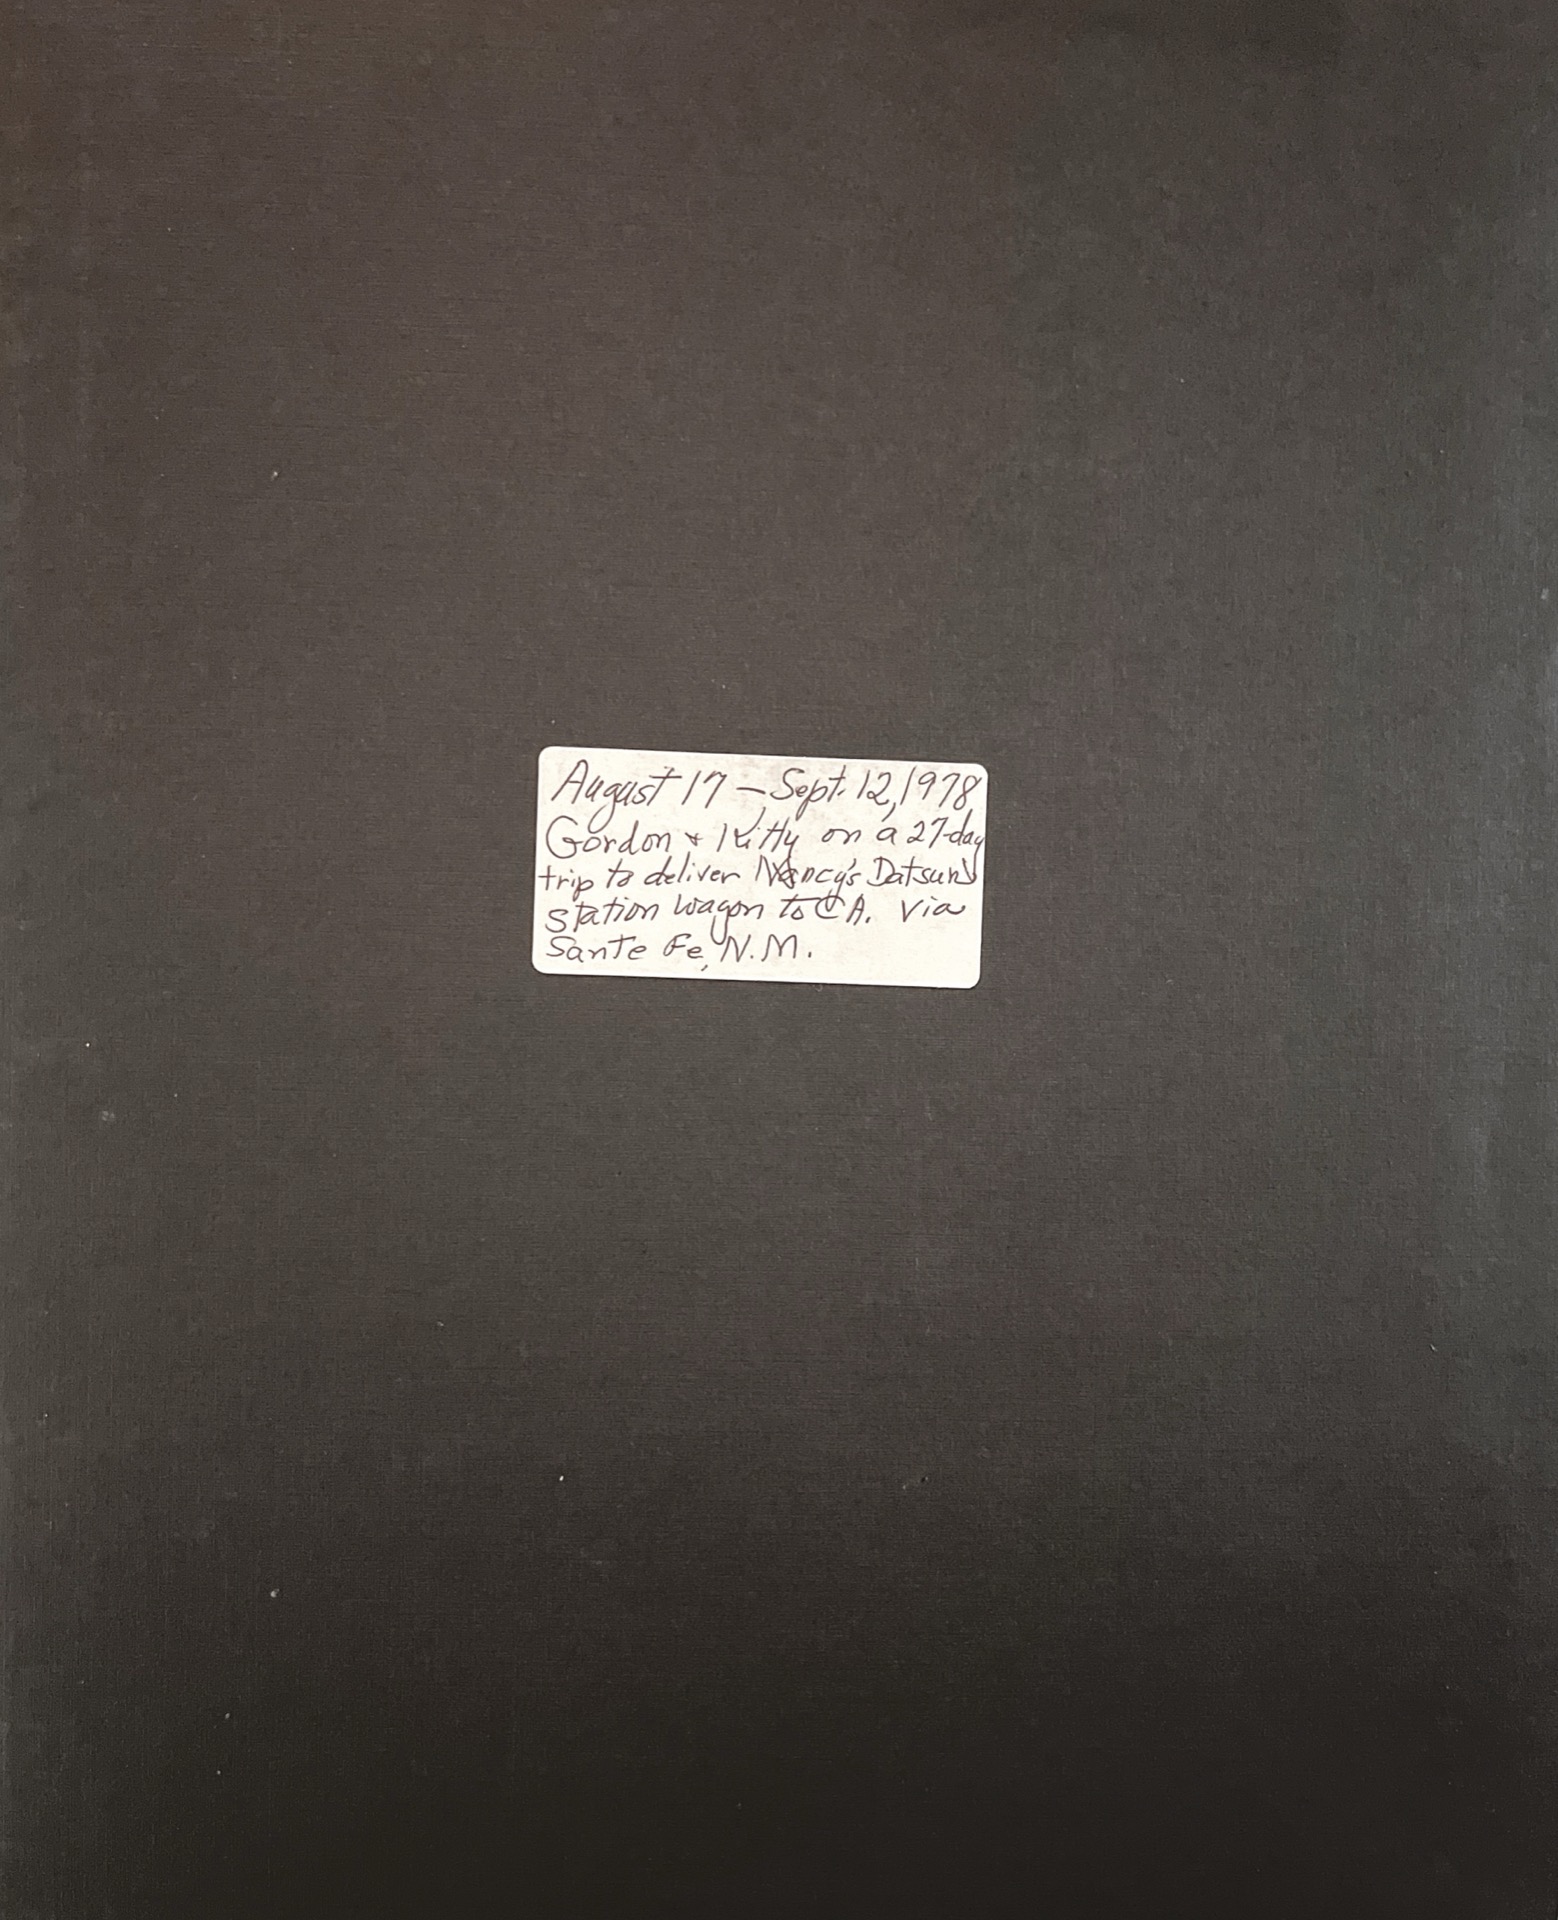 August 17 - Sept. 12, 1978
Gordon + Kitty on a 27-day
trip to deliver Nancy's Datsun
station wagon to CA. via
Sante Fe, N.M.